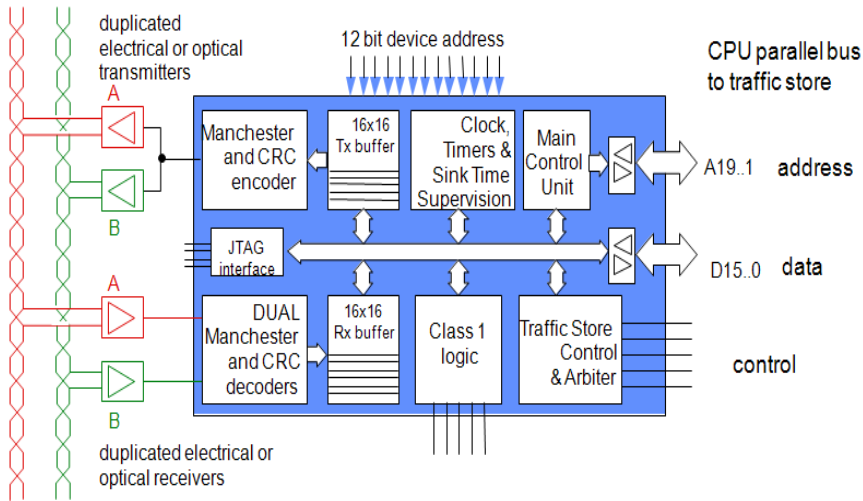 duplicated
electrical or optical
transmitters
12 bit device address
CPU parallel bus
to traffic store
A
B
Manchester
and CRC
encoder
16x16
Tx buffer
Clock,
Timers &
Sink Time
Supervision
Main
Control
Unit
A19..1 address
JTAG
interface
D15..0 data
A
B
DUAL
Manchester
and CRC
decoders
16x16
Rx buffer
Class 1
logic
Traffic Store
Control
& Arbiter
control
duplicated electrical or
optical receivers